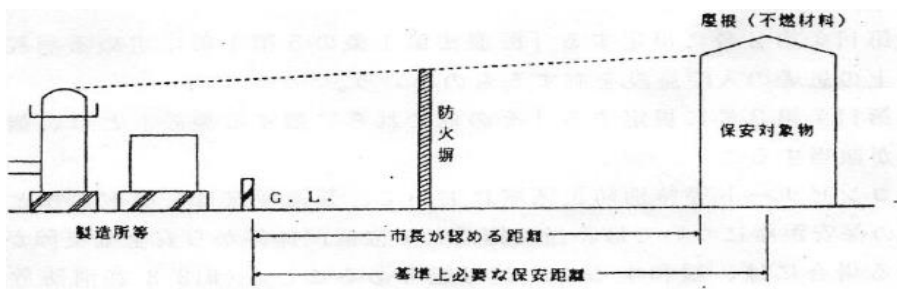 屋根（不燃材料）
防火塀
保安対象物
G．L．
製造所等
市長が認める距離
基準上必要な保安距離